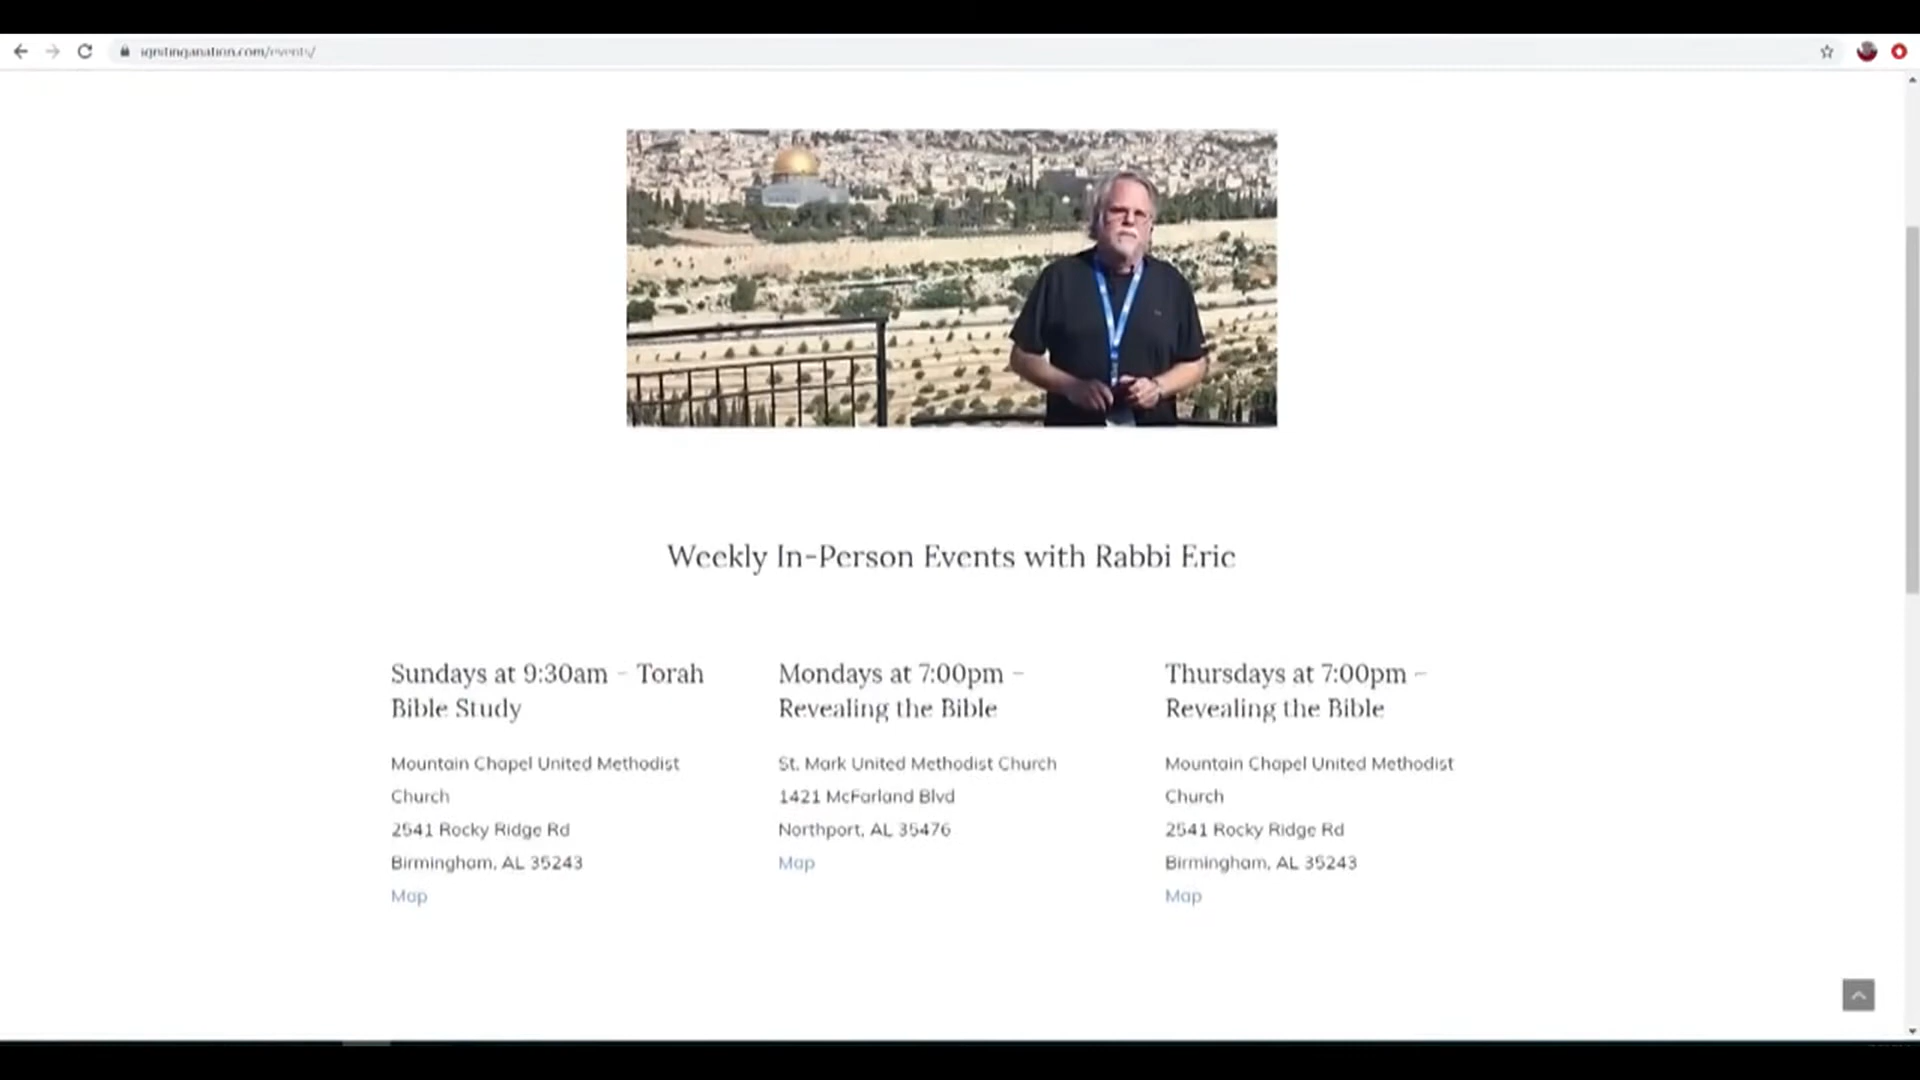 ignitinganation.com/events/
Weekly In-Person Events with Rabbi Eric
Sundays at 9:30am – Torah
Bible Study
Mountain Chapel United Methodist
Church
2541 Rocky Ridge Rd
Birmingham, AL 35243
Map
Mondays at 7:00pm –
Revealing the Bible
St. Mark United Methodist Church
1421 McFarland Blvd
Northport, AL 35476
Map
Thursdays at 7:00pm –
Revealing the Bible
Mountain Chapel United Methodist
Church
2541 Rocky Ridge Rd
Birmingham, AL 35243
Map